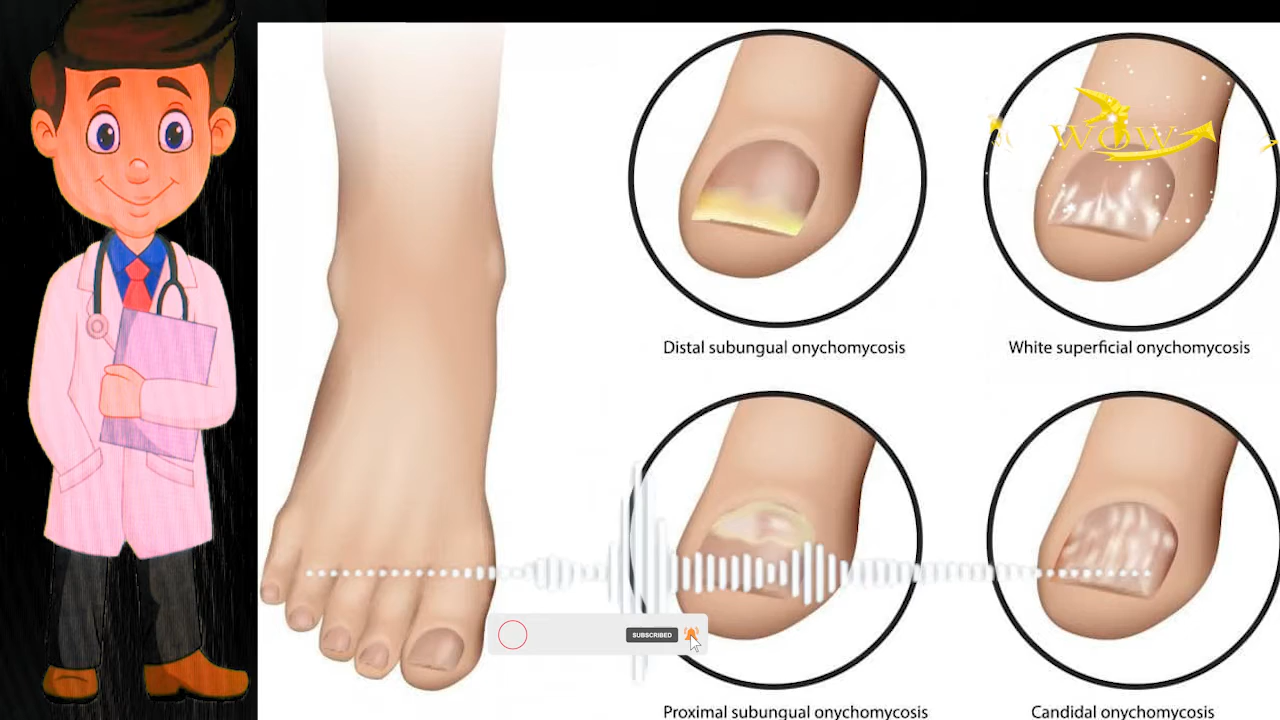 WOW
Distal subungual onychomycosis
White superficial onychomycosis
SUBSCRIBED
Proximal subungual onychomycosis
Candidal onychomycosis